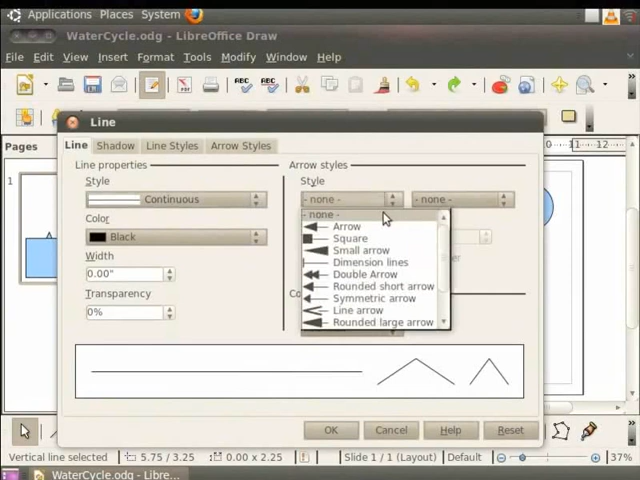 Applications Places System
WaterCycle.odg - LibreOffice Draw
File Edit View Insert Format Tools Modify Window Help
Line
Pages
Line Shadow Line Styles Arrow Styles
Line properties
Arrow styles
Style
Style
Continuous
- none -
- none -
1
Color
- none -
Arrow
Black
Square
Width
Small arrow
0.00"
Dimension lines
Double Arrow
Transparency
Rounded short arrow
0%
Symmetric arrow
Line arrow
Rounded large arrow
OK Cancel Help Reset
Vertical line selected 5.75 / 3.25 0.00 x 2.25 Slide 1 / 1 (Layout) Default 37%
WaterCycle.odg - Libre...